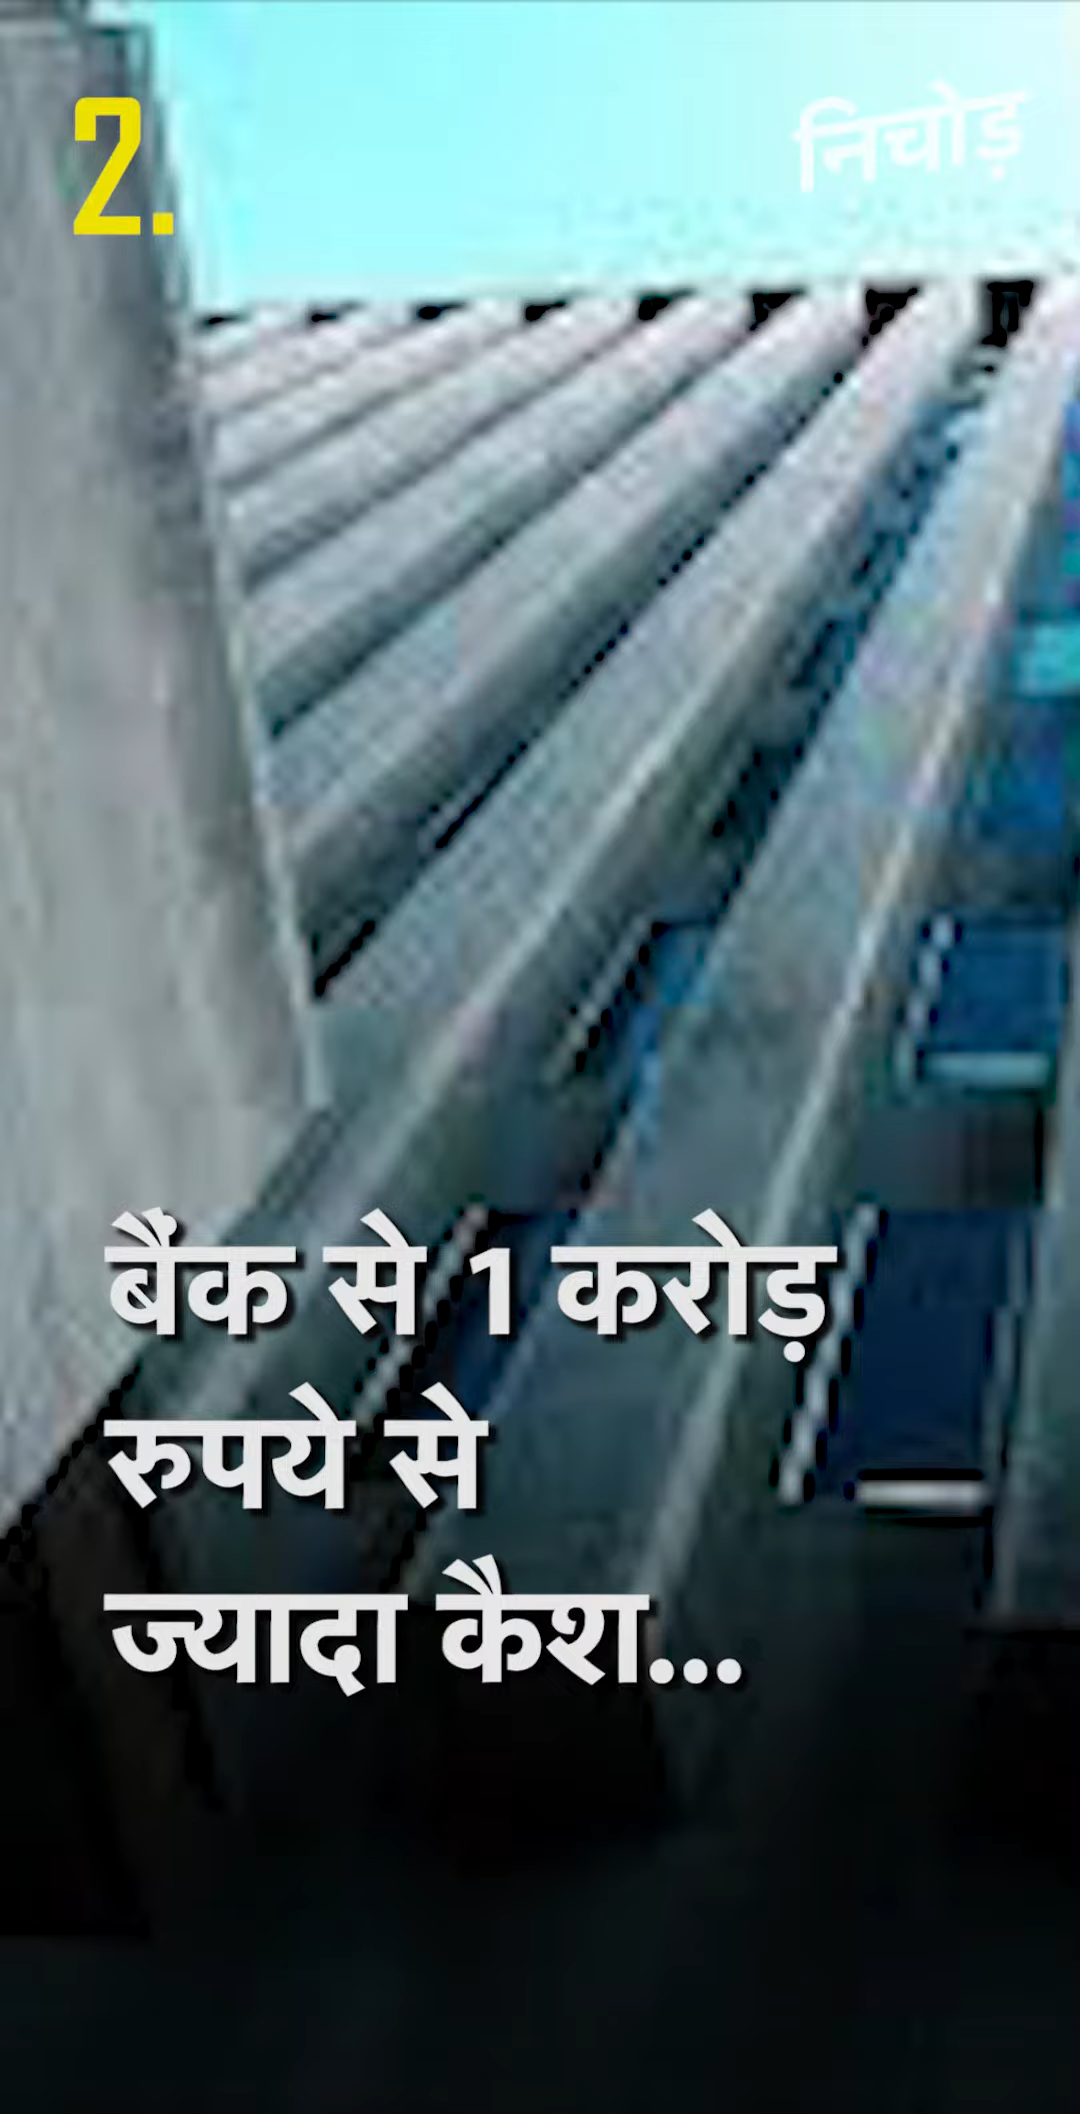 2.
निचोड़
बैंक से 1 करोड़
रुपये से
ज्यादा कैश...